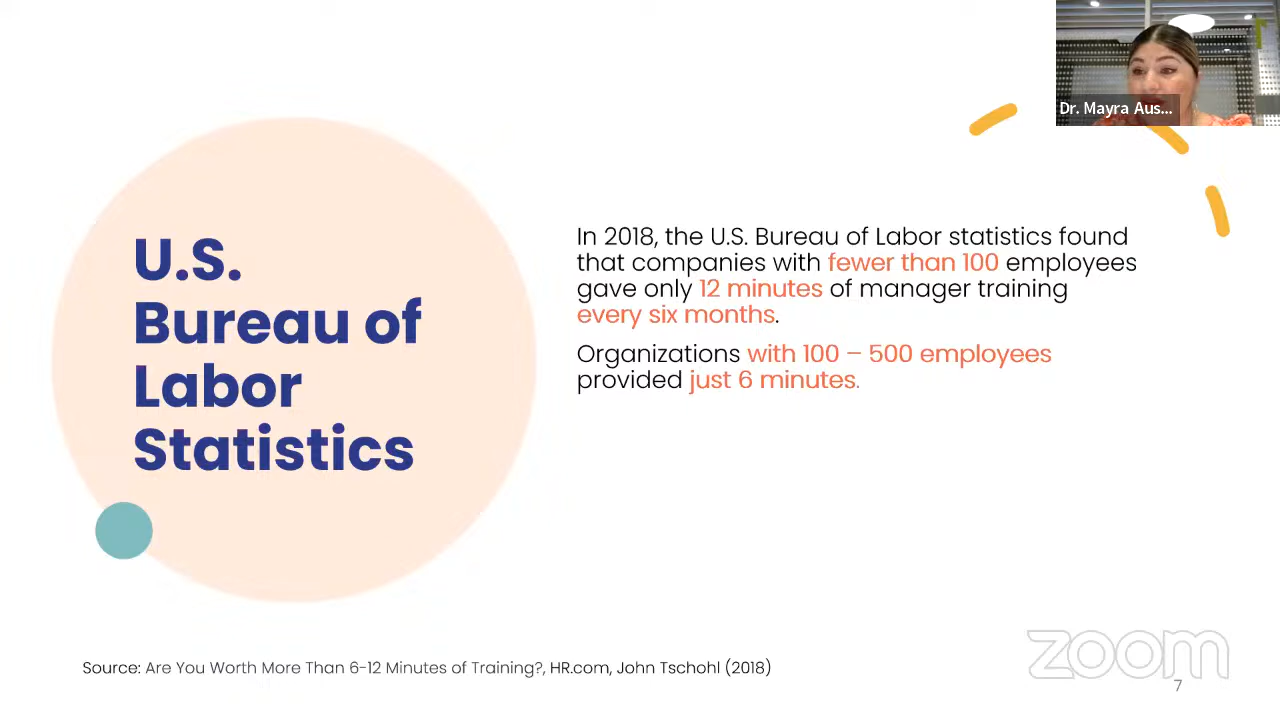 Dr. Mayra Aus...
U.S.
Bureau of
Labor
Statistics
In 2018, the U.S. Bureau of Labor statistics found
that companies with fewer than 100 employees
gave only 12 minutes of manager training
every six months.
Organizations with 100 – 500 employees
provided just 6 minutes.
Source: Are You Worth More Than 6-12 Minutes of Training?, HR.com, John Tschohl (2018)
zoom
7